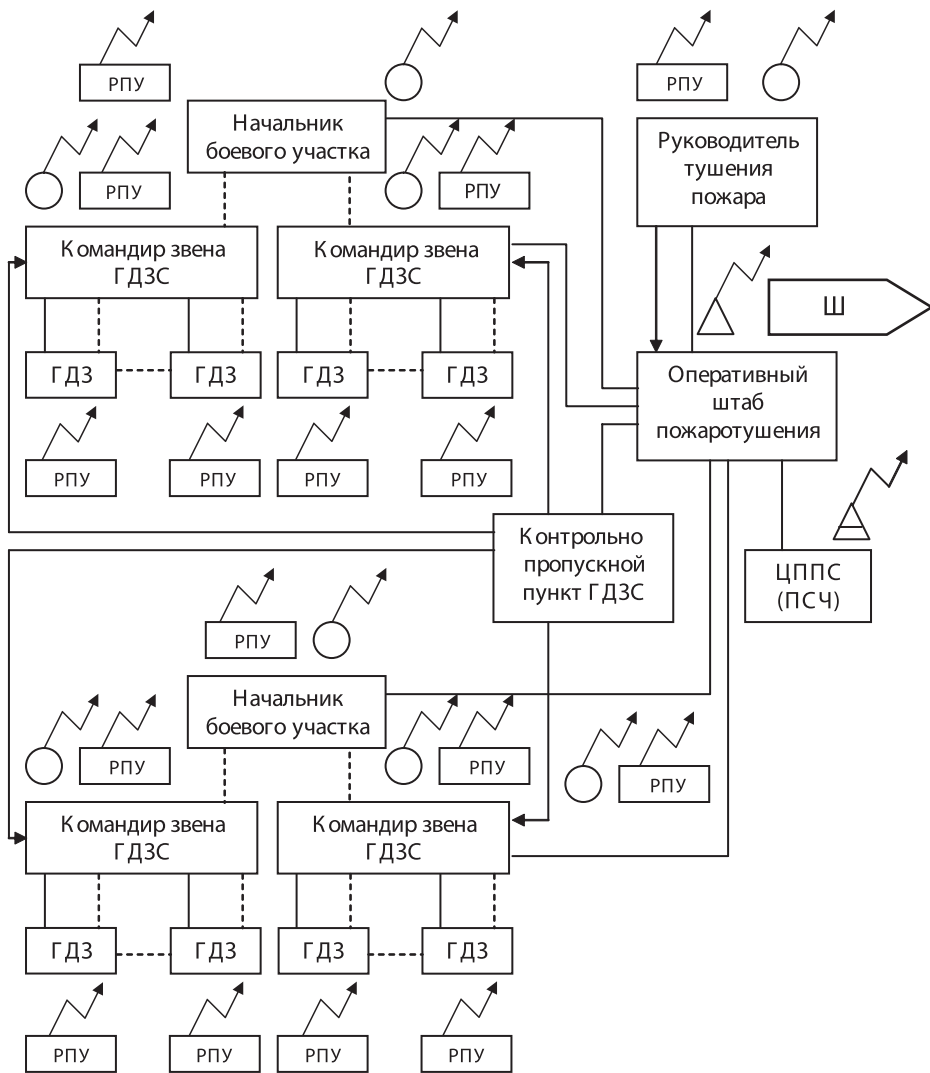 РПУ
РПУ
Начальник
боевого участка
Руководитель
тушения
пожара
РПУ
РПУ
Командир звена
ГДЗС
Командир звена
ГДЗС
Ш
ГДЗ
ГДЗ
ГДЗ
ГДЗ
Оперативный
штаб
пожаротушения
РПУ
РПУ
РПУ
РПУ
Контрольно
пропускной
пункт ГДЗС
ЦППС
(ПСЧ)
РПУ
Начальник
боевого участка
РПУ
РПУ
РПУ
Командир звена
ГДЗС
Командир звена
ГДЗС
ГДЗ
ГДЗ
ГДЗ
ГДЗ
РПУ
РПУ
РПУ
РПУ